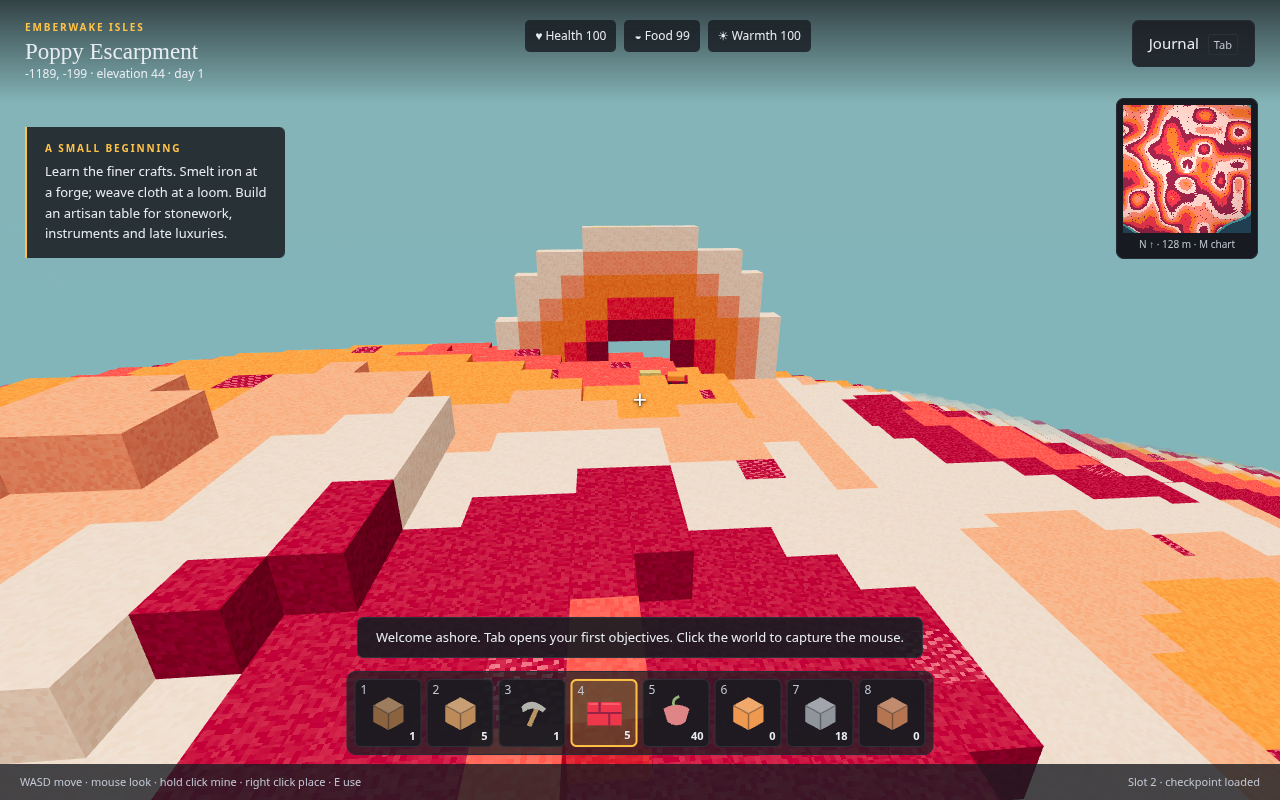 EMBERWAKE ISLES
Poppy Escarpment
-1189, -199 · elevation 44 · day 1
♥ Health 100
Food 99
☀ Warmth 100
Journal Tab
A SMALL BEGINNING
Learn the finer crafts. Smelt iron at
a forge; weave cloth at a loom. Build
an artisan table for stonework,
instruments and late luxuries.
N ↑ · 128 m · M chart
Welcome ashore. Tab opens your first objectives. Click the world to capture the mouse.
1 2 3 4 5 6 7 8
1 5 1 5 40 0 18 0
WASD move · mouse look · hold click mine · right click place · E use
Slot 2 · checkpoint loaded